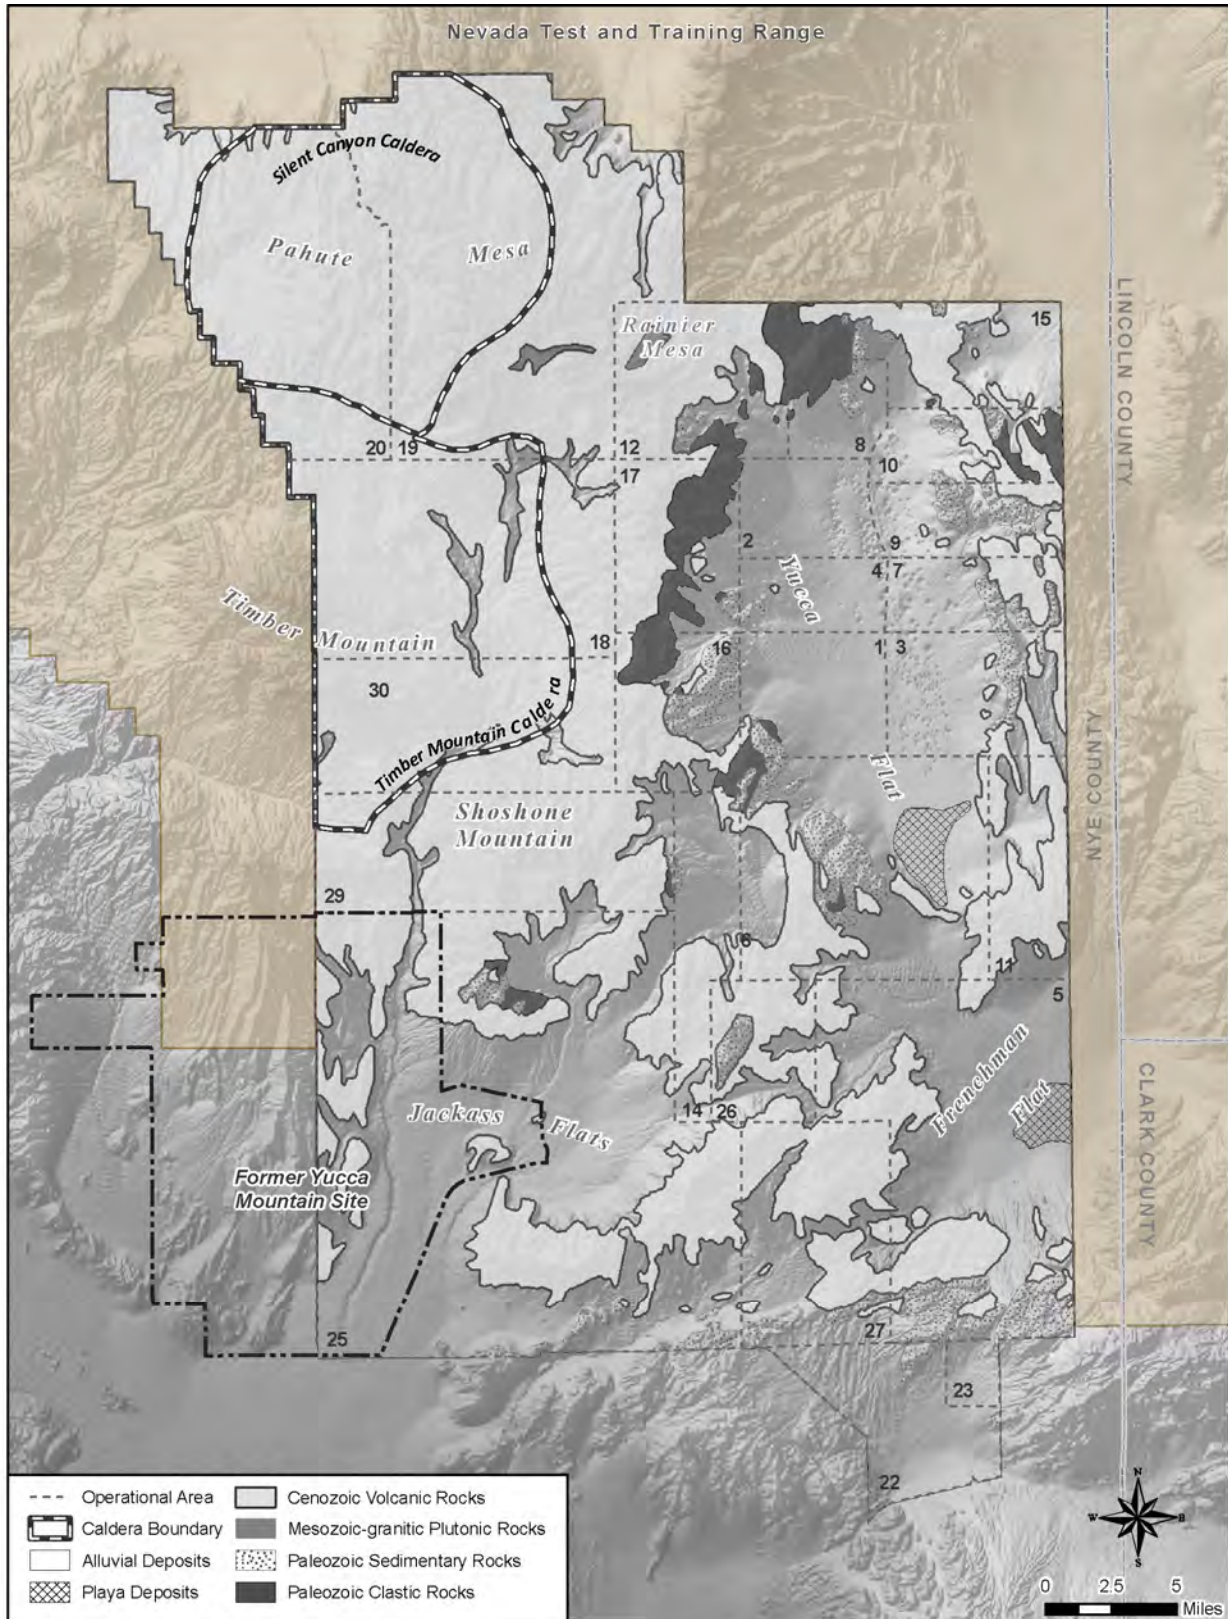 Nevada Test and Training Range
Silent Canyon Caldera
Pahute Mesa
Rainier
Mesa
15
LINCOLN COUNTY
20 19
12
17
8
10
2
9
4 7
Yucca
Timber Mountain
18
16
1 3
30
Timber Mountain Caldera
NYE COUNTY
Flat
Shoshone
Mountain
29
6
11
5
Frenchman
Flat
Jackass
Flats
14 26
CLARK COUNTY
Former Yucca
Mountain Site
25
27
23
22
Operational Area
Caldera Boundary
Alluvial Deposits
Playa Deposits
Cenozoic Volcanic Rocks
Mesozoic-granitic Plutonic Rocks
Paleozoic Sedimentary Rocks
Paleozoic Clastic Rocks
N
W E
S
0 2.5 5
Miles